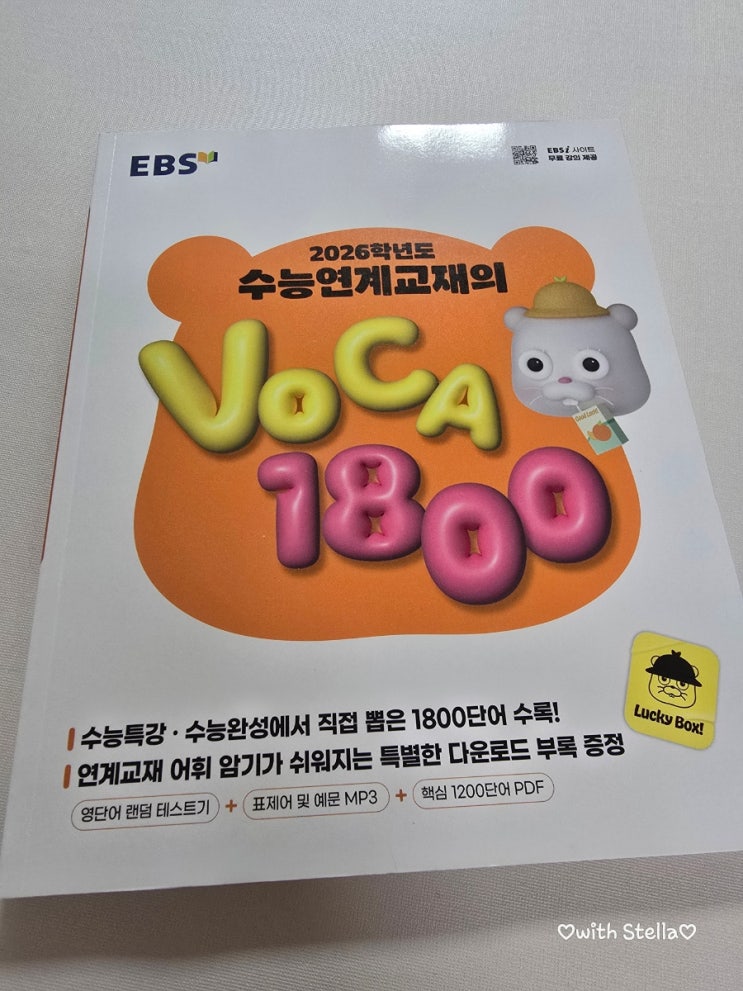 EBS
EBSi 사이트
무료 강의 제공
2026학년도
수능연계교재의
VOCA
1800
Good Luck!
Lucky Box!
수능특강 · 수능완성에서 직접 뽑은 1800단어 수록!
연계교재 어휘 암기가 쉬워지는 특별한 다운로드 부록 증정
영단어 랜덤 테스트기 + 표제어 및 예문 MP3 + 핵심 1200단어 PDF
♡with Stella♡